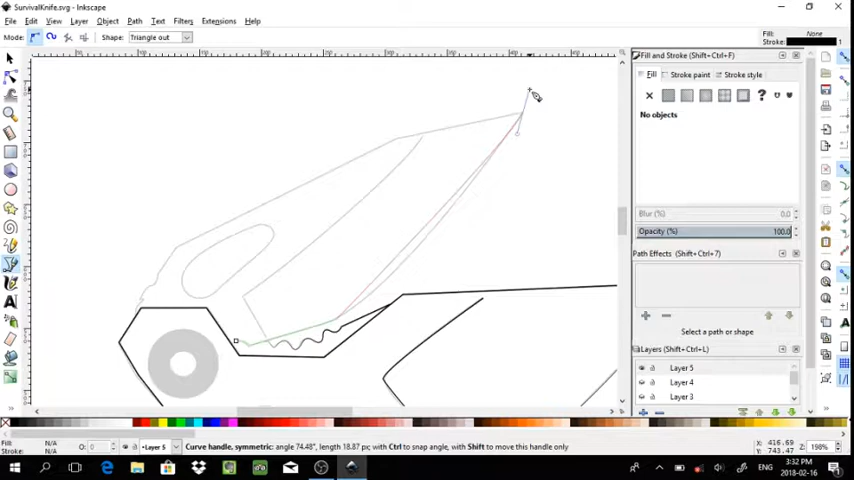 SurvivalKnife.svg - Inkscape
File Edit View Layer Object Path Text Filters Extensions Help
Mode: Shape: Triangle out
Fill: None
Stroke: 1
Fill and Stroke (Shift+Ctrl+F)
Fill Stroke paint Stroke style
No objects
Blur (%) 0.0
Opacity (%) 100.0
Path Effects (Shift+Ctrl+7)
Select a path or shape
Layers (Shift+Ctrl+L)
Layer 5
Layer 4
Layer 3
Fill: N/A
Stroke: N/A
O: 0 Layer 5 Curve handle, symmetric: angle 74.48°, length 18.87 px; with Ctrl to snap angle, with Shift to move this handle only
X: 416.69
Y: 743.47
Z: 198%
ENG
3:32 PM
2018-02-16